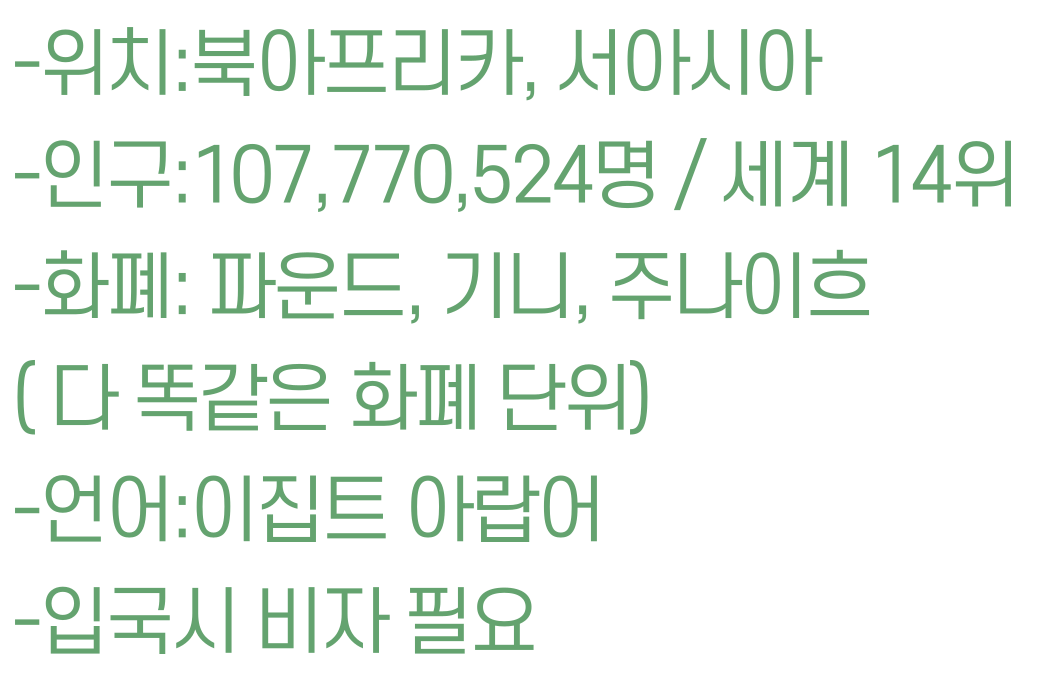 -위치:북아프리카, 서아시아
-인구:107,770,524명 / 세계 14위
-화폐: 파운드, 기니, 주나이흐
( 다 똑같은 화폐 단위)
-언어:이집트 아랍어
-입국시 비자 필요